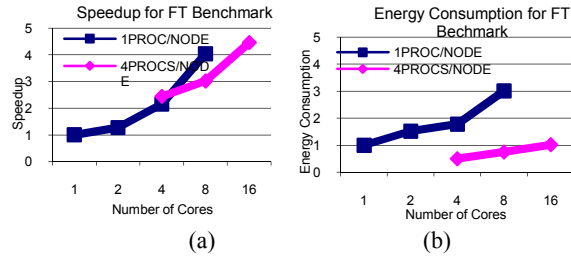 Speedup for FT Benchmark
5
4
3
2
1
0
1PROC/NODE
4PROCS/NOD
E
Speedup
1 2 4 8 16
Number of Cores
(a)
Energy Consumption for FT
Bechmark
5
4
3
2
1
0
1PROC/NODE
4PROCS/NODE
Energy Consumption
1 2 4 8 16
Number of Cores
(b)